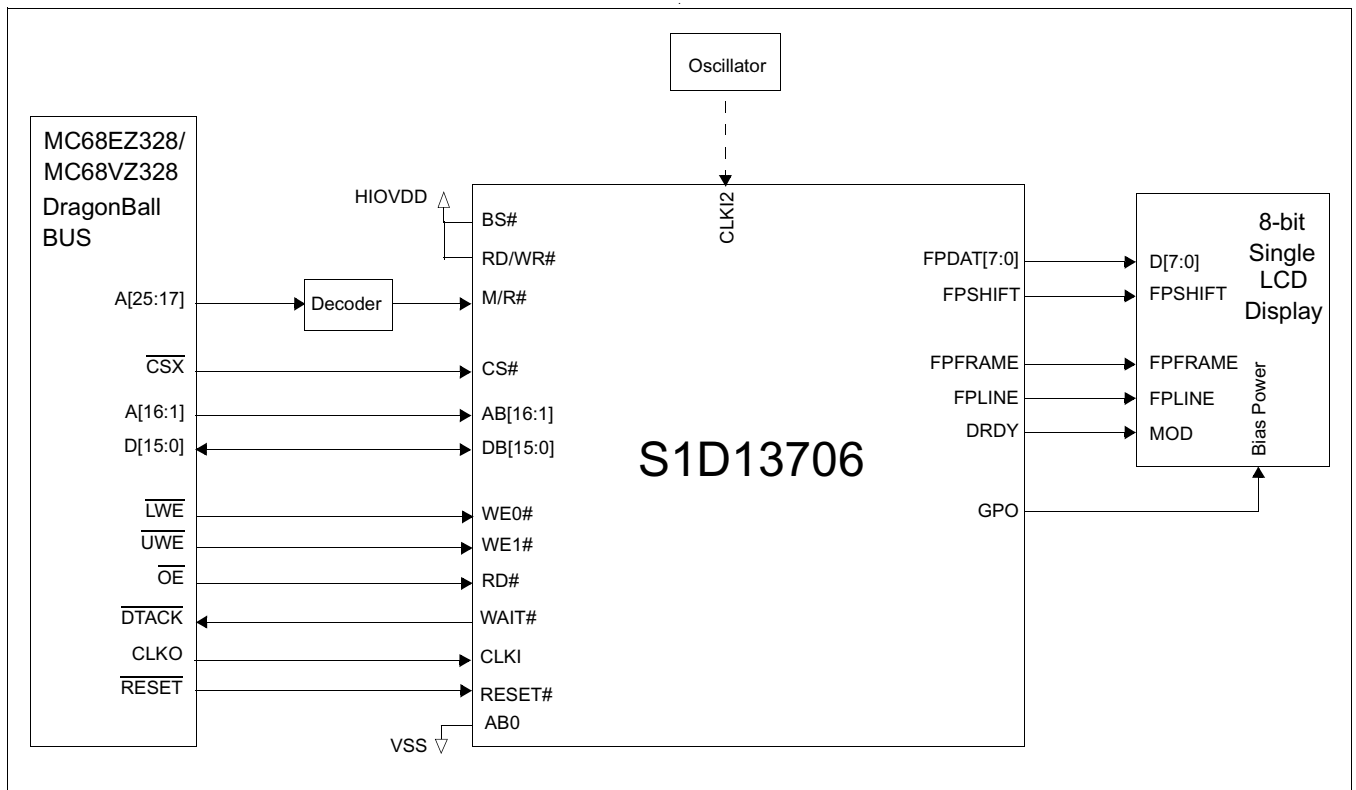 Oscillator
MC68EZ328/
MC68VZ328
DragonBall
BUS
A[25:17]
Decoder
CSX
A[16:1]
D[15:0]
LWE
UWE
OE
DTACK
CLKO
RESET
HIOVDD
VSS
CLKI2
BS#
RD/WR#
M/R#
CS#
AB[16:1]
DB[15:0]
WE0#
WE1#
RD#
WAIT#
CLKI
RESET#
AB0
S1D13706
FPDAT[7:0]
FPSHIFT
FPFRAME
FPLINE
DRDY
GPO
8-bit
Single
LCD
Display
D[7:0]
FPSHIFT
FPFRAME
FPLINE
MOD
Bias Power